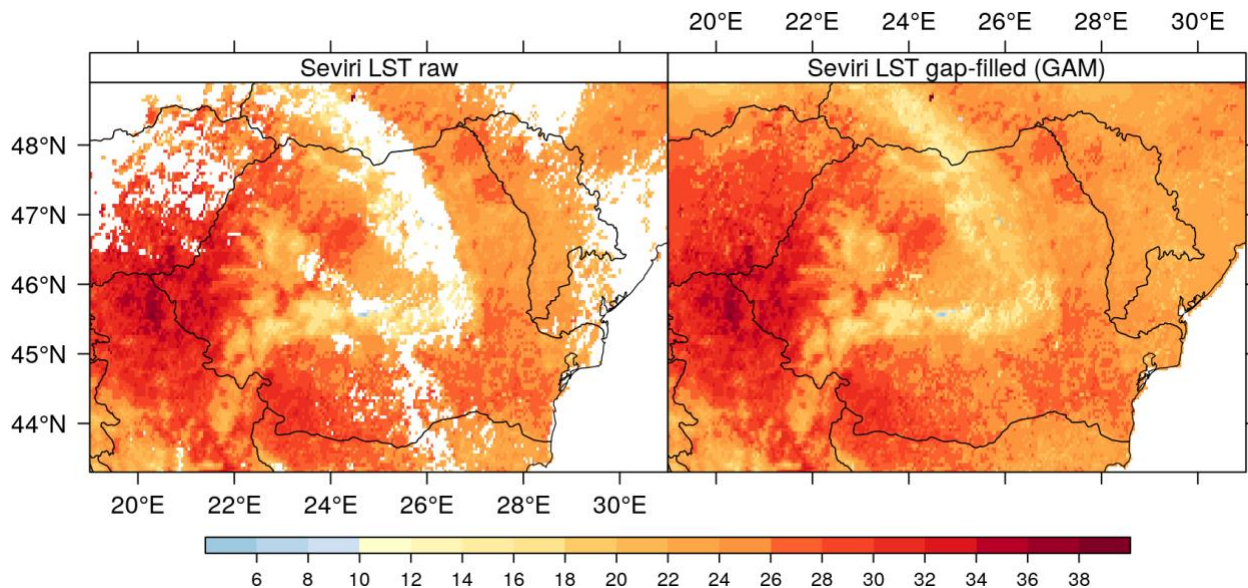 20°E 22°E 24°E 26°E 28°E 30°E
Seviri LST raw
Seviri LST gap-filled (GAM)
48°N
47°N
46°N
45°N
44°N
20°E 22°E 24°E 26°E 28°E 30°E
6 8 10 12 14 16 18 20 22 24 26 28 30 32 34 36 38